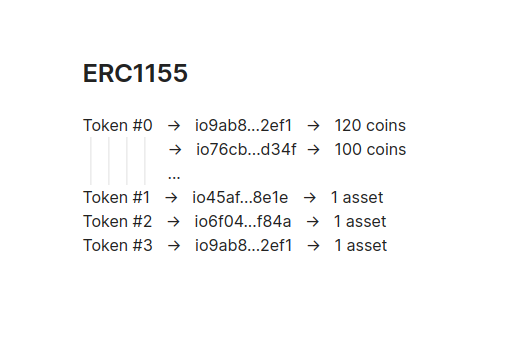 ERC1155
Token #0 → io9ab8...2ef1 → 120 coins
→ io76cb...d34f → 100 coins
...
Token #1 → io45af...8e1e → 1 asset
Token #2 → io6f04...f84a → 1 asset
Token #3 → io9ab8...2ef1 → 1 asset